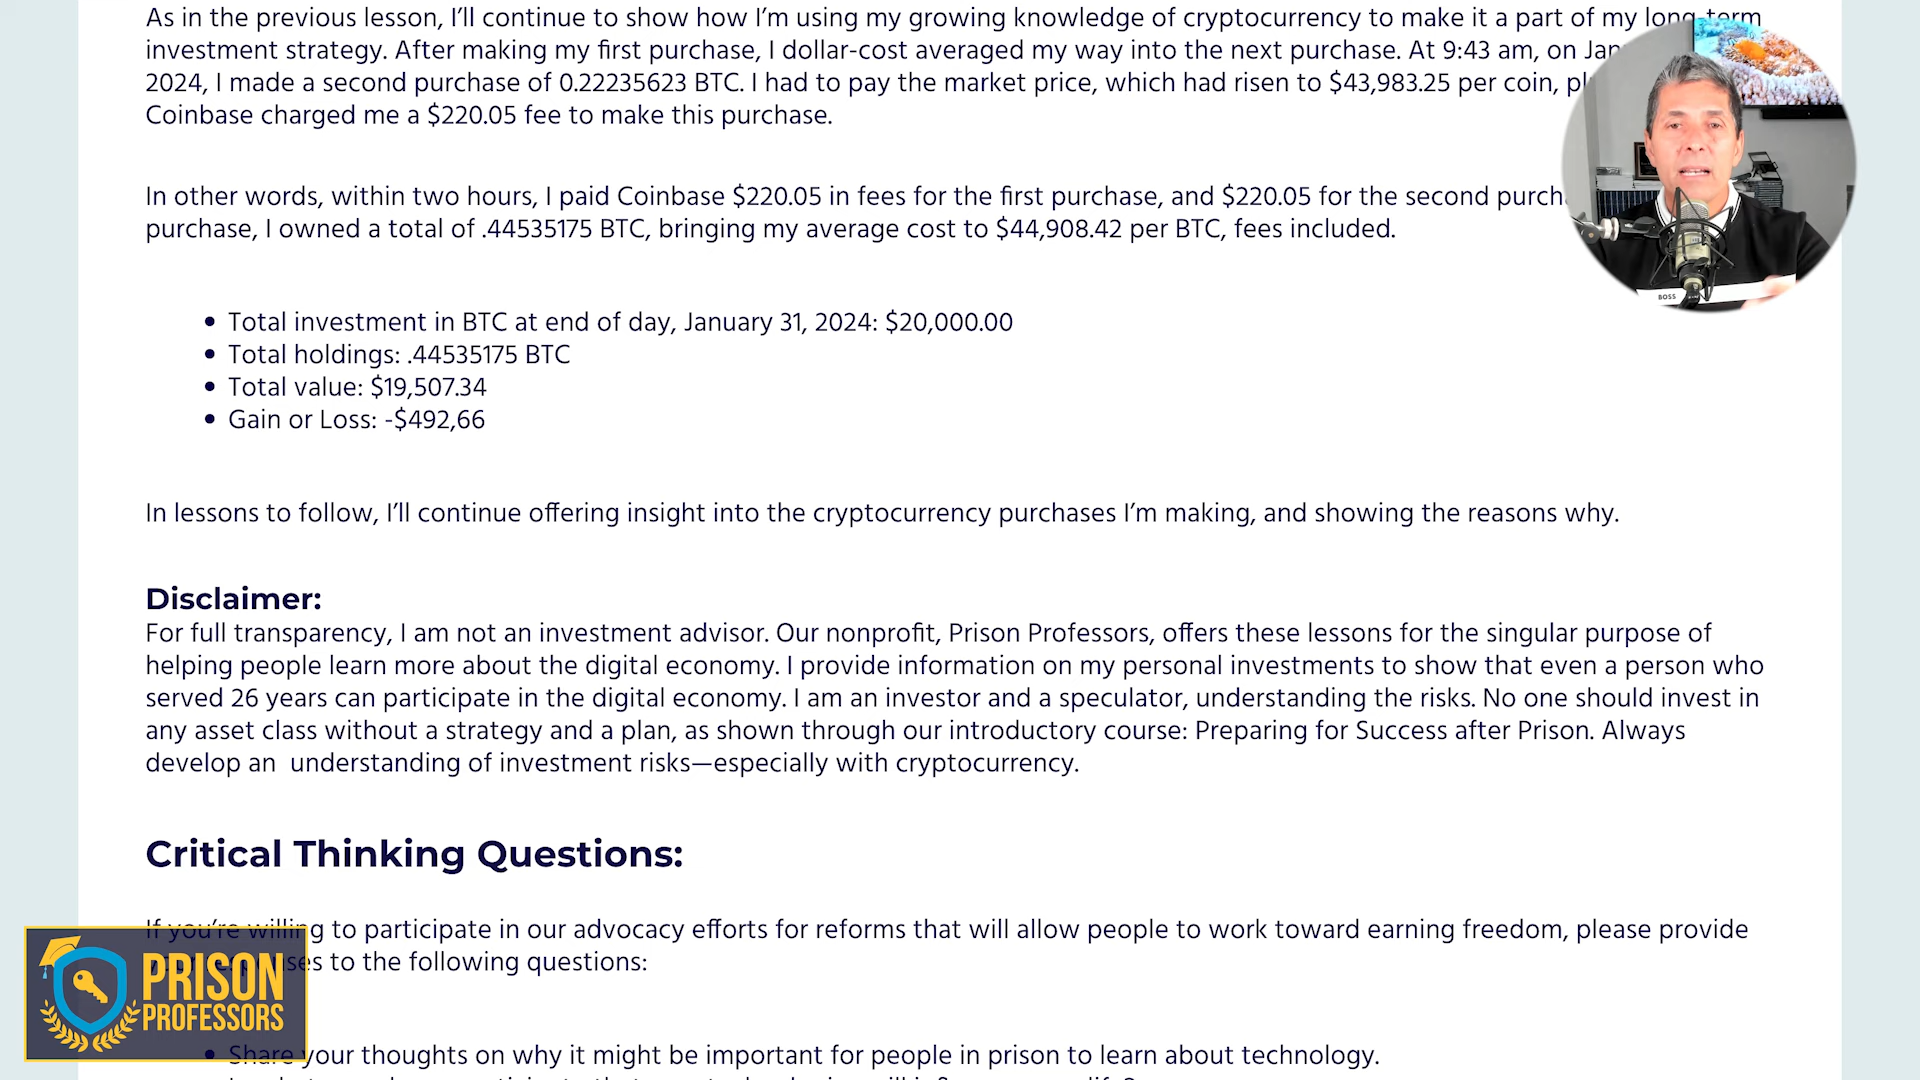 As in the previous lesson, I'll continue to show how I'm using my growing knowledge of cryptocurrency to make it a part of my long-term
investment strategy. After making my first purchase, I dollar-cost averaged my way into the next purchase. At 9:43 am, on
2024, I made a second purchase of 0.22235623 BTC. I had to pay the market price, which had risen to $43,983.25 per coin,
Coinbase charged me a $220.05 fee to make this purchase.
In other words, within two hours, I paid Coinbase $220.05 in fees for the first purchase, and $220.05 for the second
purchase, I owned a total of .44535175 BTC, bringing my average cost to $44,908.42 per BTC, fees included.
• Total investment in BTC at end of day, January 31, 2024: $20,000.00
• Total holdings: .44535175 BTC
• Total value: $19,507.34
• Gain or Loss: -$492,66
In lessons to follow, I'll continue offering insight into the cryptocurrency purchases I'm making, and showing the reasons why.
Disclaimer:
For full transparency, I am not an investment advisor. Our nonprofit, Prison Professors, offers these lessons for the singular purpose of
helping people learn more about the digital economy. I provide information on my personal investments to show that even a person who
served 26 years can participate in the digital economy. I am an investor and a speculator, understanding the risks. No one should invest in
any asset class without a strategy and a plan, as shown through our introductory course: Preparing for Success after Prison. Always
develop an  understanding of investment risks—especially with cryptocurrency.
Critical Thinking Questions:
If you're willing to participate in our advocacy efforts for reforms that will allow people to work toward earning freedom, please provide
to the following questions:
• Share your thoughts on why it might be important for people in prison to learn about technology.
PRISON
PROFESSORS
BOSS